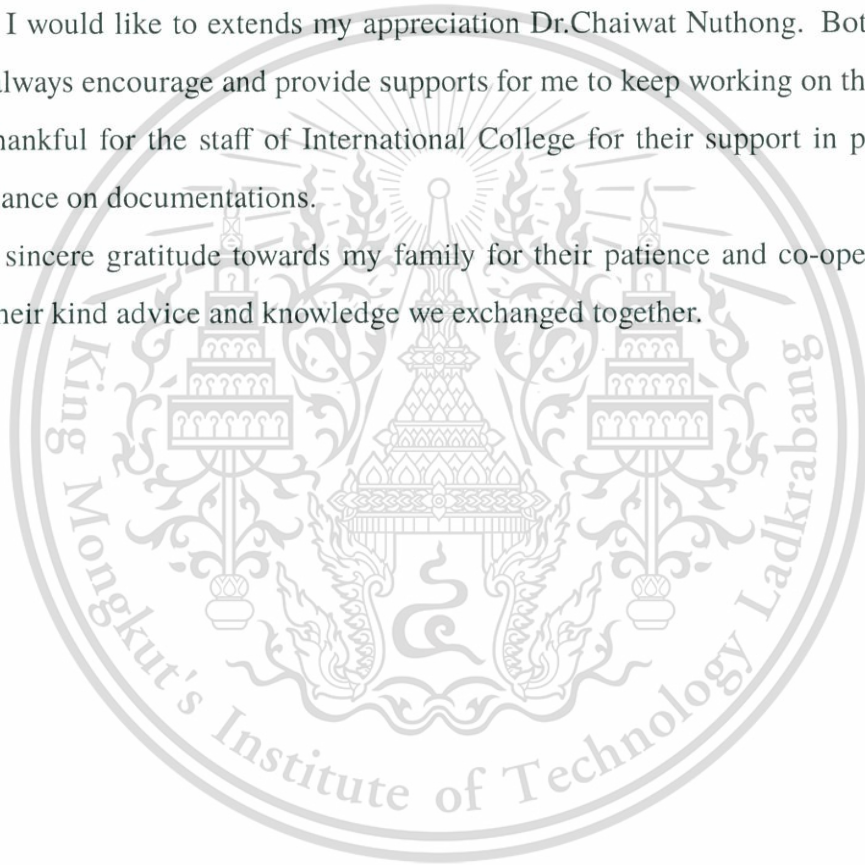 I would like to extends my appreciation Dr.Chaiwat Nuthong. Bot
always encourage and provide supports for me to keep working on th
hankful for the staff of International College for their support in p
ance on documentations.
sincere gratitude towards my family for their patience and co-ope
heir kind advice and knowledge we exchanged together.
King Mongkut's Institute of Technology Ladkrabang